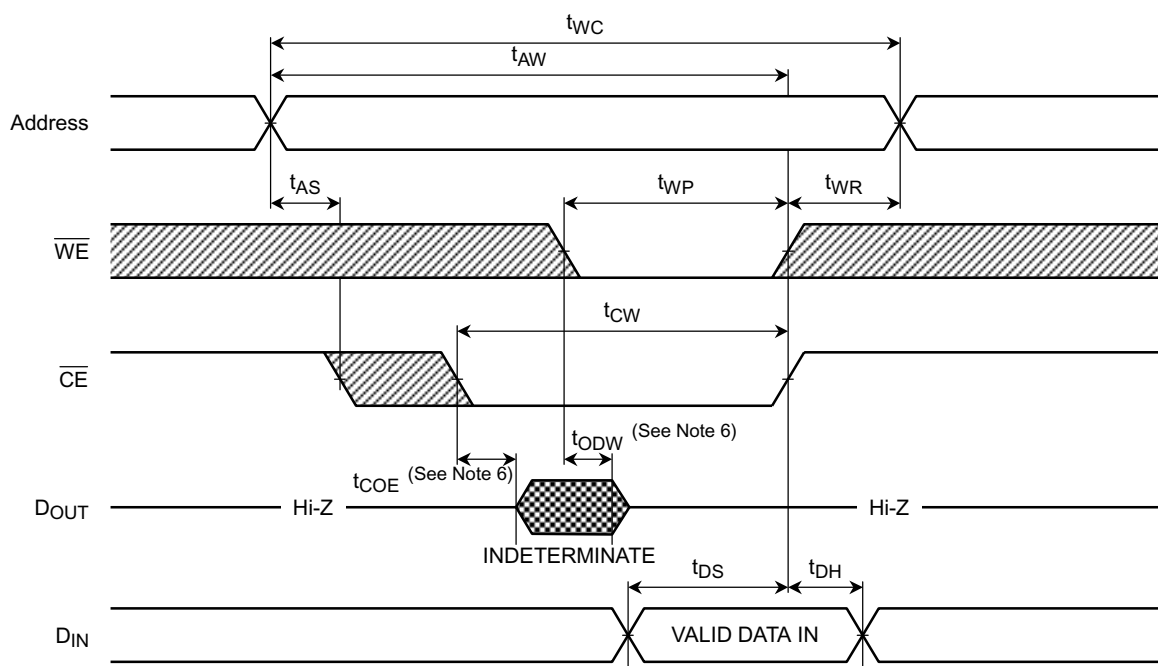 tWC
tAW
Address
tAS
tWP
tWR
WE
tCW
CE
tODW (See Note 6)
tCOE (See Note 6)
DOUT
Hi-Z
Hi-Z
INDETERMINATE
tDS
tDH
DIN
VALID DATA IN